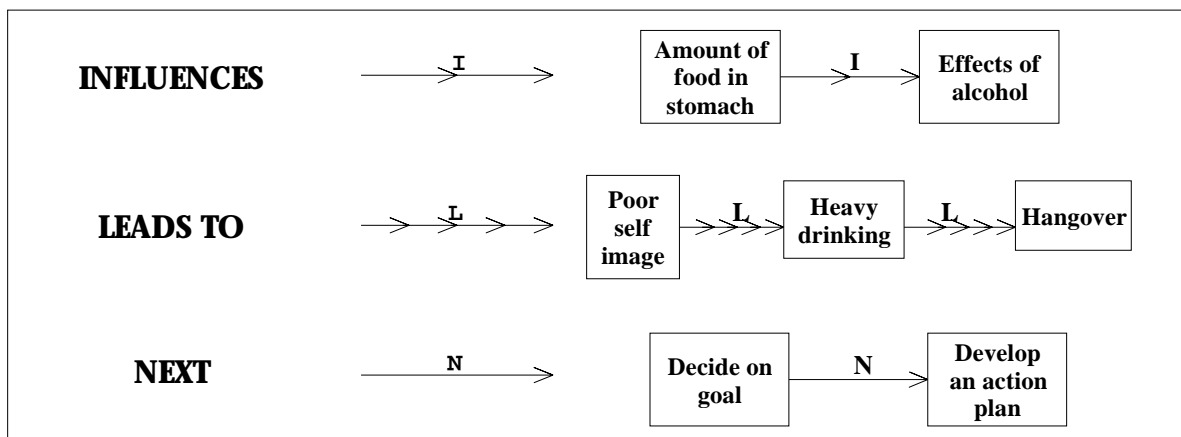 INFLUENCES
I
Amount of
food in
stomach
I
Effects of
alcohol
LEADS TO
L
Poor
self
image
L
Heavy
drinking
L
Hangover
NEXT
N
Decide on
goal
N
Develop
an action
plan